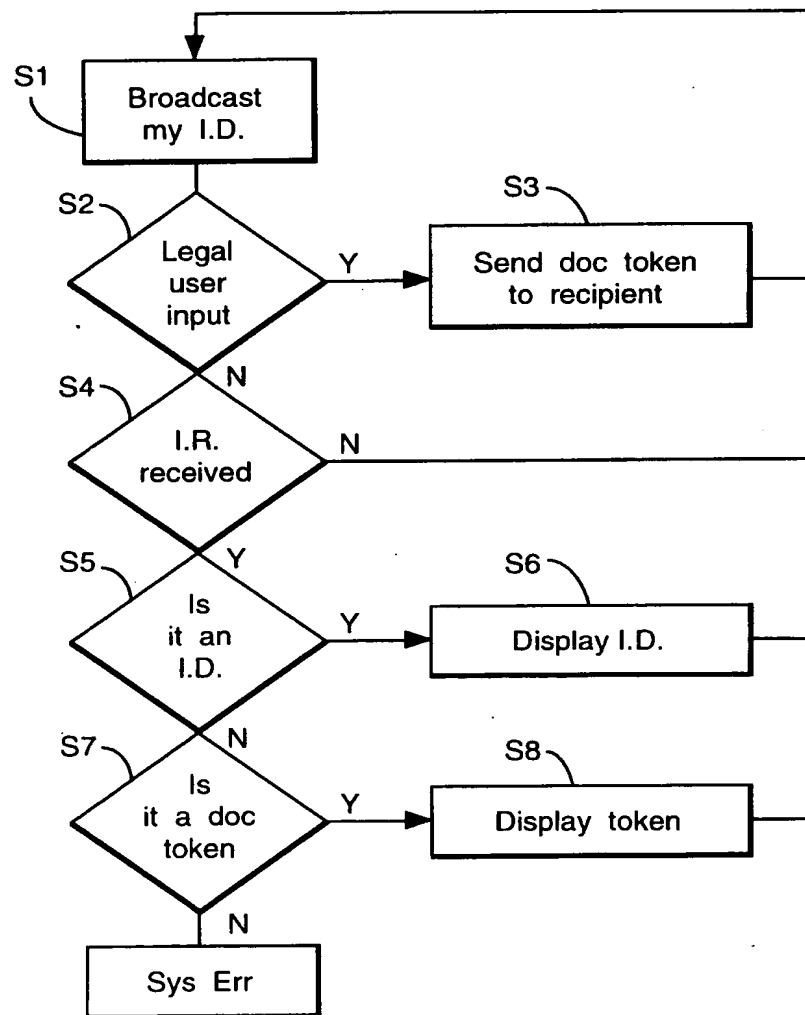 S1
Broadcast
my I.D.
S2
Legal
user
input
Y
S3
Send doc token
to recipient
N
S4
I.R.
received
N
Y
S5
Is
it an
I.D.
Y
S6
Display I.D.
N
S7
Is
it a doc
token
Y
S8
Display token
N
Sys Err